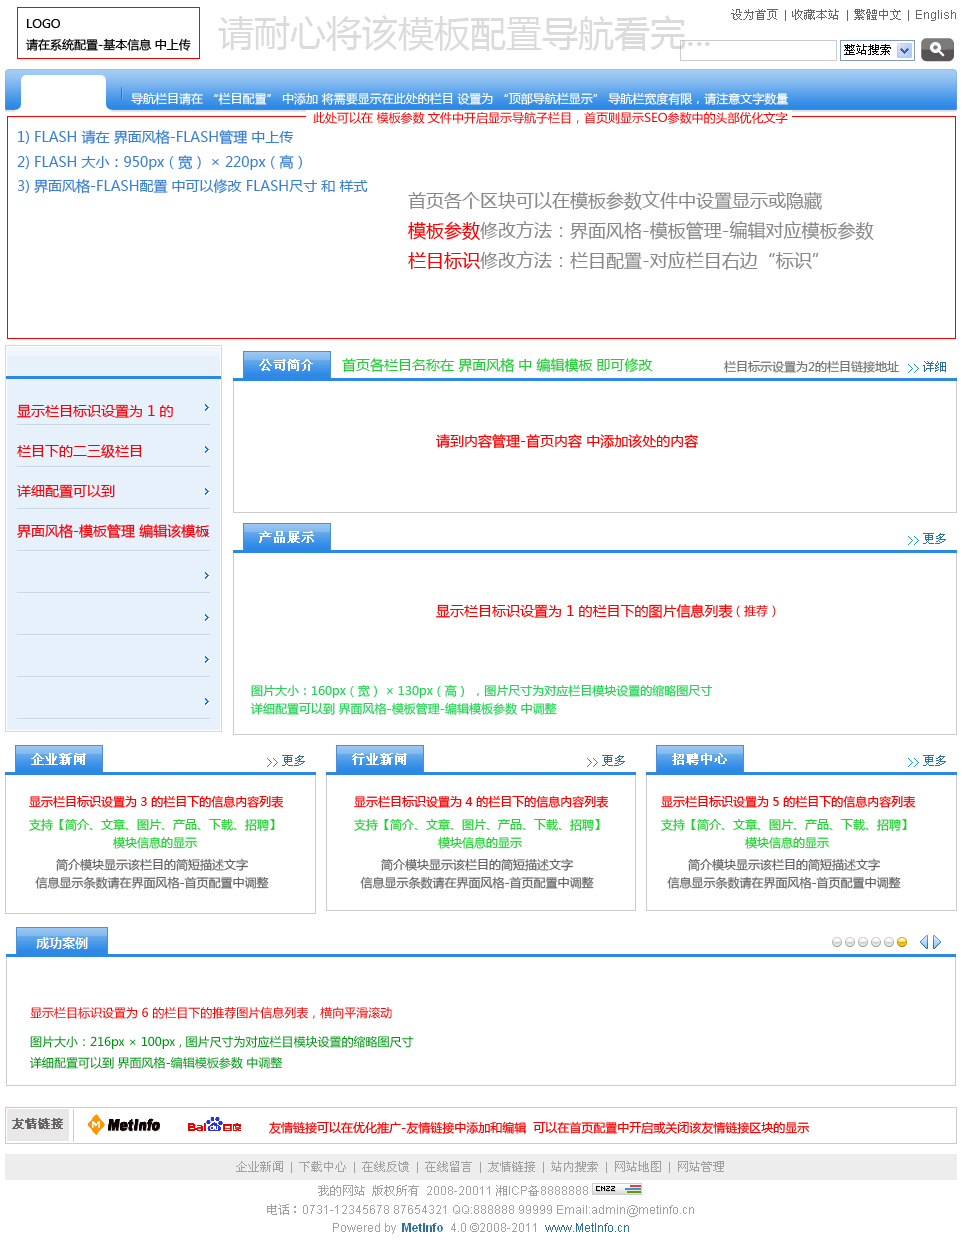 LOGO
请在系统配置-基本信息 中上传
请耐心将该模板配置导航看完...
设为首页 | 收藏本站 | 繁體中文 | English
整站搜索
导航栏目请在 “栏目配置” 中添加 将需要显示在此处的栏目 设置为 “顶部导航栏显示” 导航栏宽度有限，请注意文字数量
此处可以在 模板参数 文件中开启显示导航子栏目，首页则显示SEO参数中的头部优化文字
1) FLASH 请在 界面风格-FLASH管理 中上传
2) FLASH 大小：950px（宽） × 220px（高）
3) 界面风格-FLASH配置 中可以修改 FLASH尺寸 和 样式
首页各个区块可以在模板参数文件中设置显示或隐藏
模板参数修改方法：界面风格-模板管理-编辑对应模板参数
栏目标识修改方法：栏目配置-对应栏目右边“标识”
显示栏目标识设置为 1 的
栏目下的二三级栏目
详细配置可以到
界面风格-模板管理 编辑该模板
公司简介
首页各栏目名称在 界面风格 中 编辑模板 即可修改
栏目标示设置为2的栏目链接地址 >> 详细
请到内容管理-首页内容 中添加该处的内容
产品展示
>> 更多
显示栏目标识设置为 1 的栏目下的图片信息列表（推荐）
图片大小：160px（宽） × 130px（高），图片尺寸为对应栏目模块设置的缩略图尺寸
详细配置可以到 界面风格-模板管理-编辑模板参数 中调整
企业新闻
>> 更多
显示栏目标识设置为 3 的栏目下的信息内容列表
支持【简介、文章、图片、产品、下载、招聘】
模块信息的显示
简介模块显示该栏目的简短描述文字
信息显示条数请在界面风格-首页配置中调整
行业新闻
>> 更多
显示栏目标识设置为 4 的栏目下的信息内容列表
支持【简介、文章、图片、产品、下载、招聘】
模块信息的显示
简介模块显示该栏目的简短描述文字
信息显示条数请在界面风格-首页配置中调整
招聘中心
>> 更多
显示栏目标识设置为 5 的栏目下的信息内容列表
支持【简介、文章、图片、产品、下载、招聘】
模块信息的显示
简介模块显示该栏目的简短描述文字
信息显示条数请在界面风格-首页配置中调整
成功案例
显示栏目标识设置为 6 的栏目下的推荐图片信息列表，横向平滑滚动
图片大小：216px × 100px , 图片尺寸为对应栏目模块设置的缩略图尺寸
详细配置可以到 界面风格-编辑模板参数 中调整
友情链接
MetInfo
Bai du 百度
友情链接可以在优化推广-友情链接中添加和编辑 可以在首页配置中开启或关闭该友情链接区块的显示
企业新闻 | 下载中心 | 在线反馈 | 在线留言 | 友情链接 | 站内搜索 | 网站地图 | 网站管理
我的网站 版权所有 2008-20011 湘ICP备8888888 CNZZ
电话：0731-12345678 87654321 QQ:888888 99999 Email:admin@metinfo.cn
Powered by MetInfo 4.0 ©2008-2011 www.MetInfo.cn